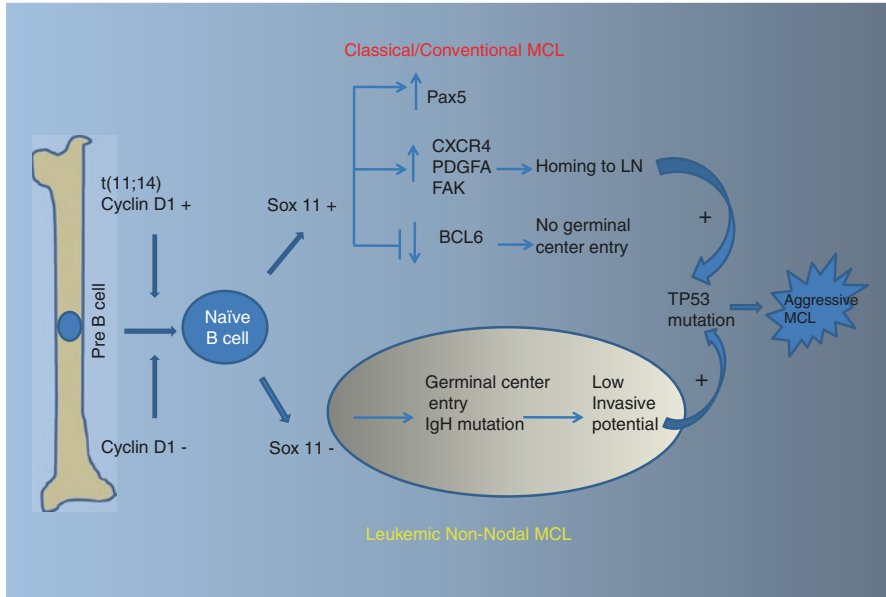 Classical/Conventional MCL
Pax5
CXCR4
PDGFA
FAK
Homing to LN
t(11;14)
Cyclin D1 +
Sox 11 +
+
BCL6
No germinal
center entry
Pre B cell
Naïve
B cell
TP53
mutation
Aggressive
MCL
Germinal center
entry
IgH mutation
Low
Invasive
potential
+
Cyclin D1 -
Sox 11 -
Leukemic Non-Nodal MCL